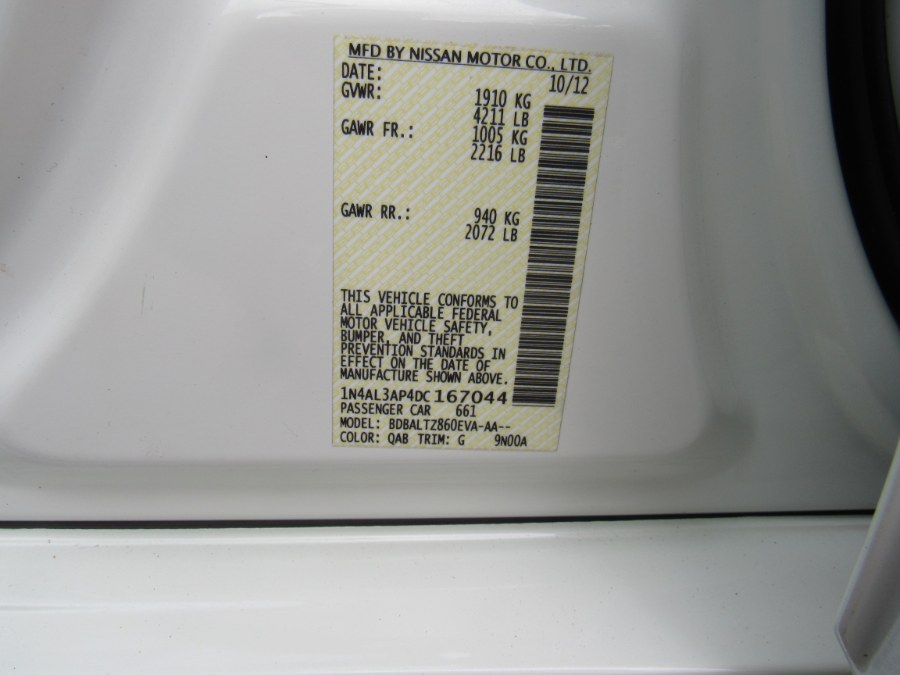 MFD BY NISSAN MOTOR CO., LTD.
DATE: 10/12
GVWR: 1910 KG
4211 LB
GAWR FR.: 1005 KG
2216 LB
GAWR RR.: 940 KG
2072 LB
THIS VEHICLE CONFORMS TO
ALL APPLICABLE FEDERAL
MOTOR VEHICLE SAFETY,
BUMPER, AND THEFT
PREVENTION STANDARDS IN
EFFECT ON THE DATE OF
MANUFACTURE SHOWN ABOVE.
1N4AL3AP4DC167044
PASSENGER CAR 661
MODEL: BDBALTZ860EVA-AA--
COLOR: QAB TRIM: G 9N00A